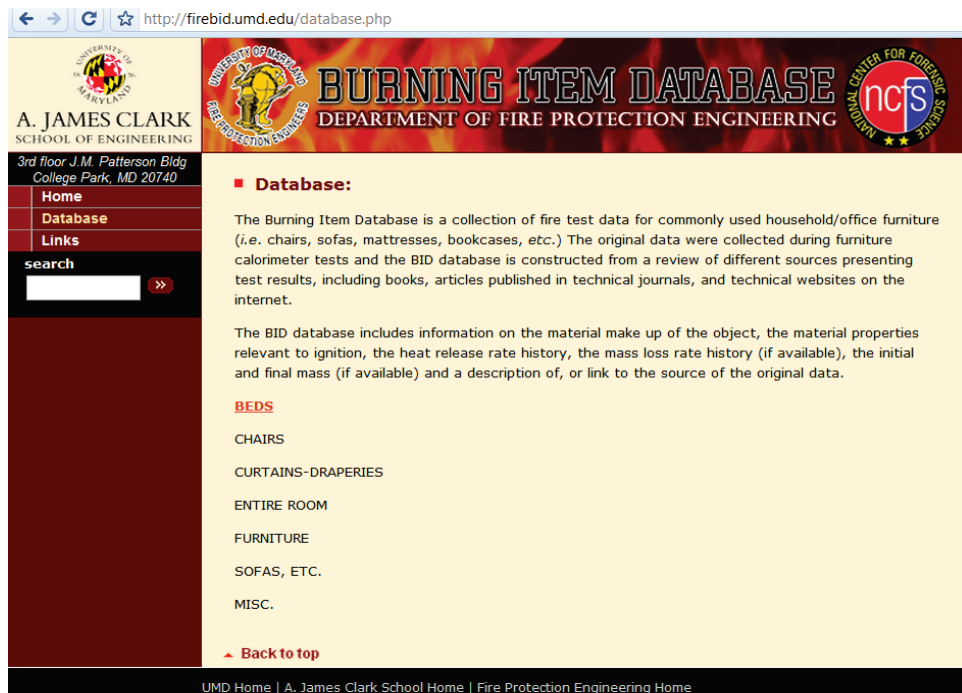 http://firebid.umd.edu/database.php
UNIVERSITY OF
18 56
MARYLAND
A. JAMES CLARK
SCHOOL OF ENGINEERING
UNIVERSITY OF MARYLAND
FIRE PROTECTION ENGINEERS
BURNING ITEM DATABASE
DEPARTMENT OF FIRE PROTECTION ENGINEERING
NATIONAL CENTER FOR FORENSIC SCIENCE
ncfs
3rd floor J.M. Patterson Bldg
College Park, MD 20740
Home
Database
Links
search
»
Database:
The Burning Item Database is a collection of fire test data for commonly used household/office furniture
(i.e. chairs, sofas, mattresses, bookcases, etc.) The original data were collected during furniture
calorimeter tests and the BID database is constructed from a review of different sources presenting
test results, including books, articles published in technical journals, and technical websites on the
internet.
The BID database includes information on the material make up of the object, the material properties
relevant to ignition, the heat release rate history, the mass loss rate history (if available), the initial
and final mass (if available) and a description of, or link to the source of the original data.
BEDS
CHAIRS
CURTAINS-DRAPERIES
ENTIRE ROOM
FURNITURE
SOFAS, ETC.
MISC.
Back to top
UMD Home | A. James Clark School Home | Fire Protection Engineering Home